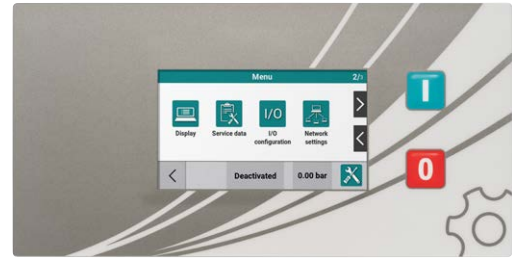 Menu
2/3
I/O
Display
Service data
I/O
configuration
Network
settings
Deactivated
0.00 bar
I
0